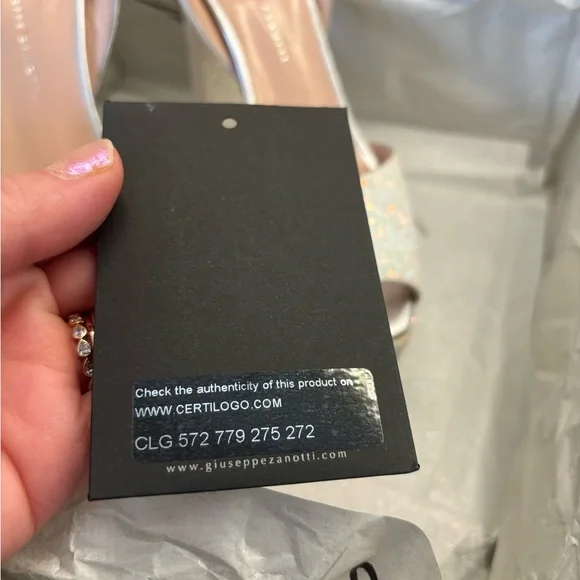 Check the authenticity of this product on
WWW.CERTILOGO.COM
CLG 572 779 275 272
www.giuseppezanotti.com